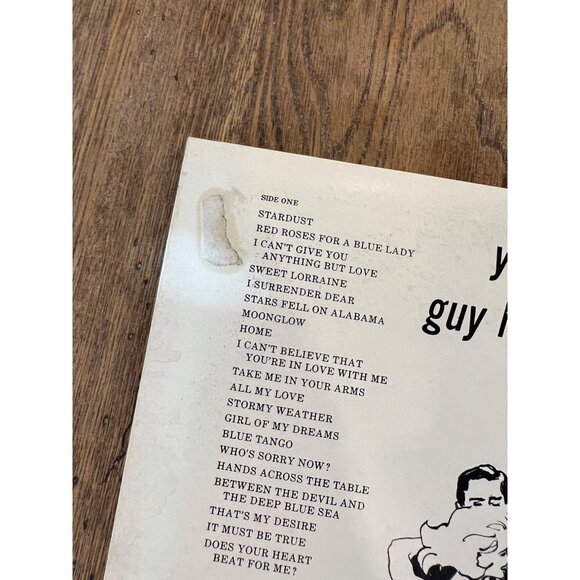 SIDE ONE
STARDUST
RED ROSES FOR A BLUE LADY
I CAN'T GIVE YOU
ANYTHING BUT LOVE
SWEET LORRAINE
I SURRENDER DEAR
STARS FELL ON ALABAMA
MOONGLOW
HOME
I CAN'T BELIEVE THAT
YOU'RE IN LOVE WITH ME
TAKE ME IN YOUR ARMS
ALL MY LOVE
STORMY WEATHER
GIRL OF MY DREAMS
BLUE TANGO
WHO'S SORRY NOW?
HANDS ACROSS THE TABLE
BETWEEN THE DEVIL AND
THE DEEP BLUE SEA
THAT'S MY DESIRE
IT MUST BE TRUE
DOES YOUR HEART
BEAT FOR ME?
guy